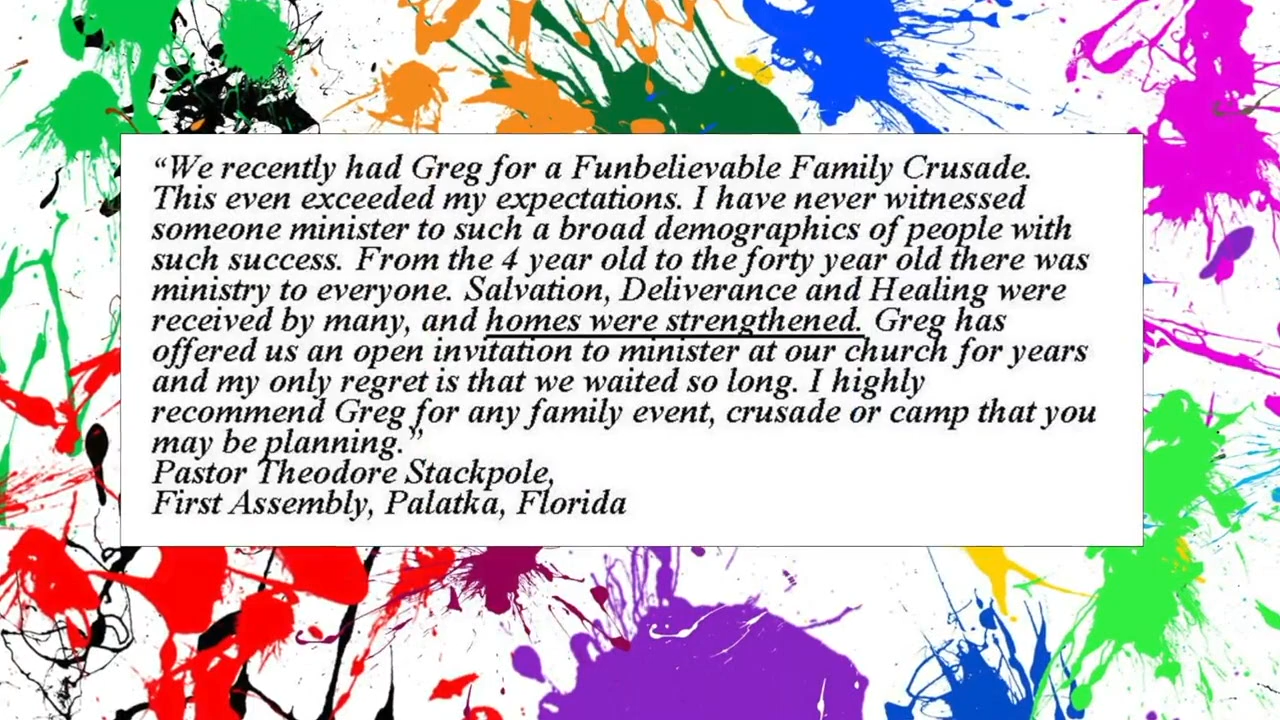 “We recently had Greg for a Funbelievable Family Crusade.
This even exceeded my expectations. I have never witnessed
someone minister to such a broad demographics of people with
such success. From the 4 year old to the forty year old there was
ministry to everyone. Salvation, Deliverance and Healing were
received by many, and homes were strengthened. Greg has
offered us an open invitation to minister at our church for years
and my only regret is that we waited so long. I highly
recommend Greg for any family event, crusade or camp that you
may be planning.”
Pastor Theodore Stackpole,
First Assembly, Palatka, Florida